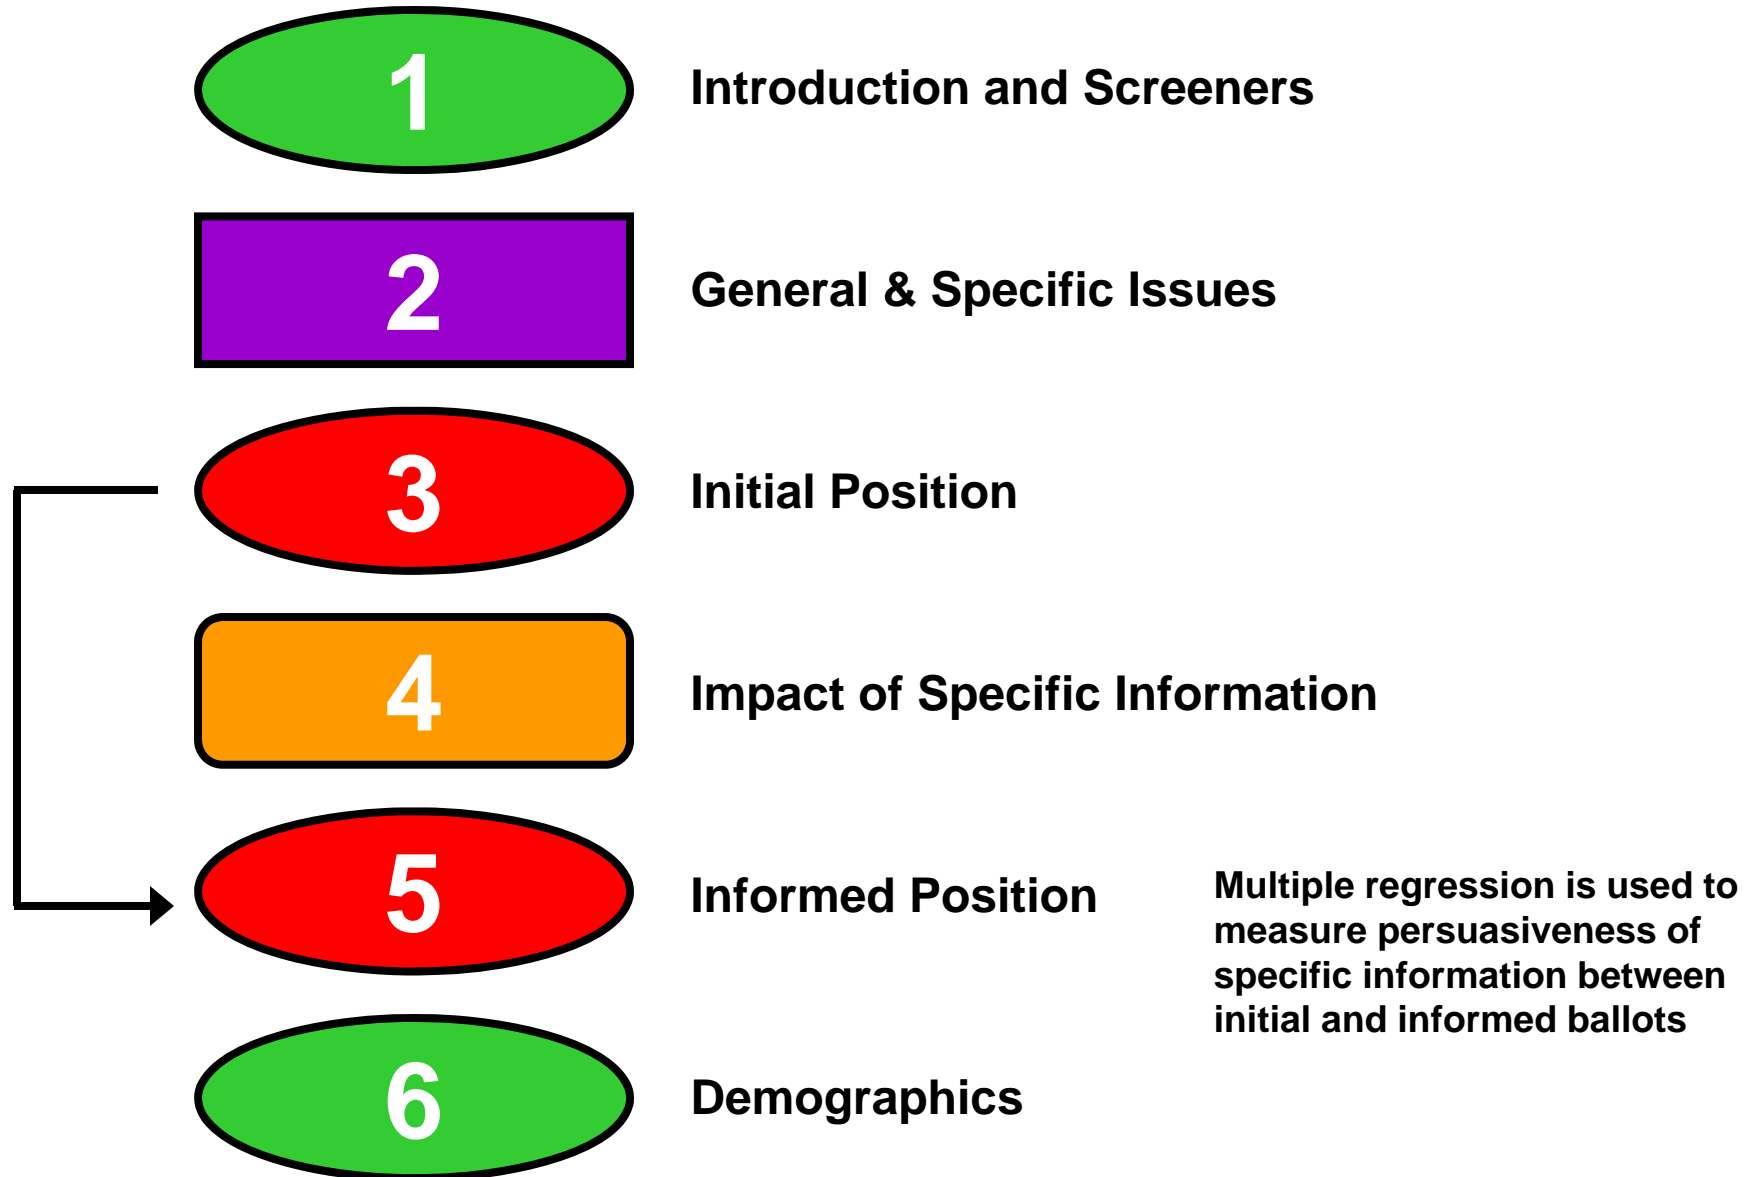 1
Introduction and Screeners
2
General & Specific Issues
3
Initial Position
4
Impact of Specific Information
5
Informed Position
Multiple regression is used to
measure persuasiveness of
specific information between
initial and informed ballots
6
Demographics